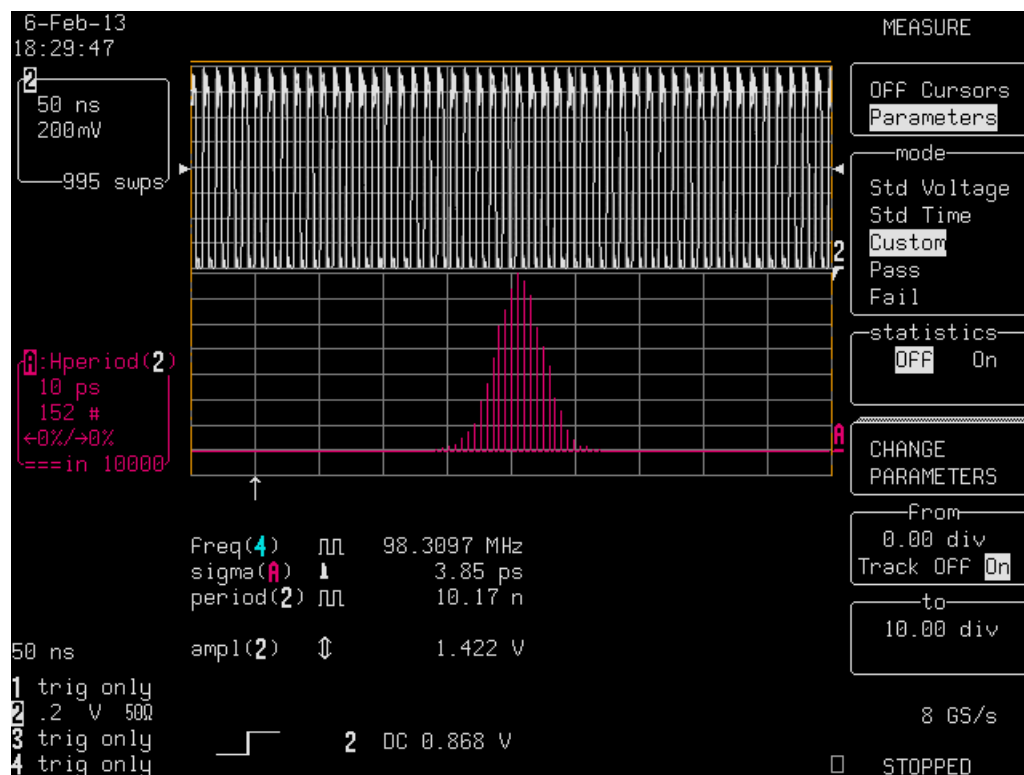 6-Feb-13
18:29:47
2
50 ns
200mV
995 swps
A:Hperiod(2)
10 ps
152 #
←0%/→0%
===in 10000
2
A
Freq(4) 98.3097 MHz
sigma(A) 3.85 ps
period(2) 10.17 n
ampl(2) 1.422 V
50 ns
1 trig only
2 .2 V 50Ω
3 trig only
4 trig only
2 DC 0.868 V
MEASURE
OFF Cursors
Parameters
mode
Std Voltage
Std Time
Custom
Pass
Fail
statistics
OFF On
CHANGE
PARAMETERS
From
0.00 div
Track OFF On
to
10.00 div
8 GS/s
STOPPED